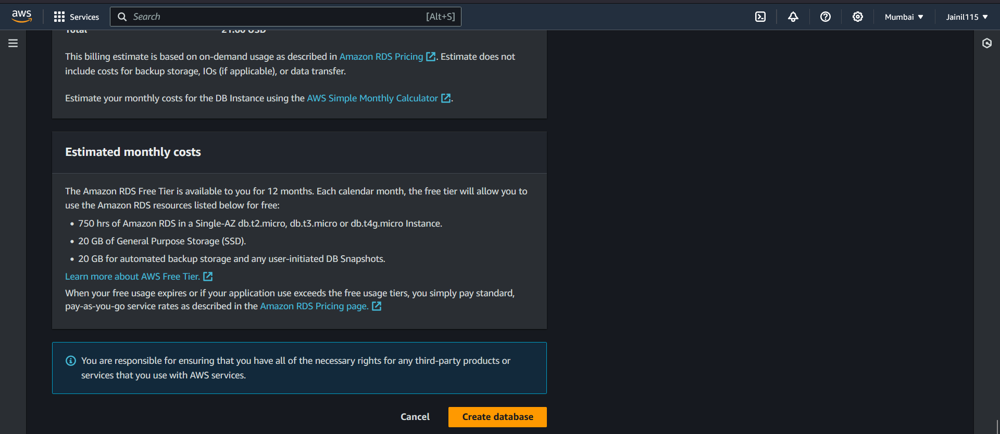 aws Services Search [Alt+S] Mumbai Jainil115
Total 21.60 USD
This billing estimate is based on on-demand usage as described in Amazon RDS Pricing. Estimate does not
include costs for backup storage, IOs (if applicable), or data transfer.
Estimate your monthly costs for the DB Instance using the AWS Simple Monthly Calculator.
Estimated monthly costs
The Amazon RDS Free Tier is available to you for 12 months. Each calendar month, the free tier will allow you to
use the Amazon RDS resources listed below for free:
• 750 hrs of Amazon RDS in a Single-AZ db.t2.micro, db.t3.micro or db.t4g.micro Instance.
• 20 GB of General Purpose Storage (SSD).
• 20 GB for automated backup storage and any user-initiated DB Snapshots.
Learn more about AWS Free Tier.
When your free usage expires or if your application use exceeds the free usage tiers, you simply pay standard,
pay-as-you-go service rates as described in the Amazon RDS Pricing page.
You are responsible for ensuring that you have all of the necessary rights for any third-party products or
services that you use with AWS services.
Cancel Create database